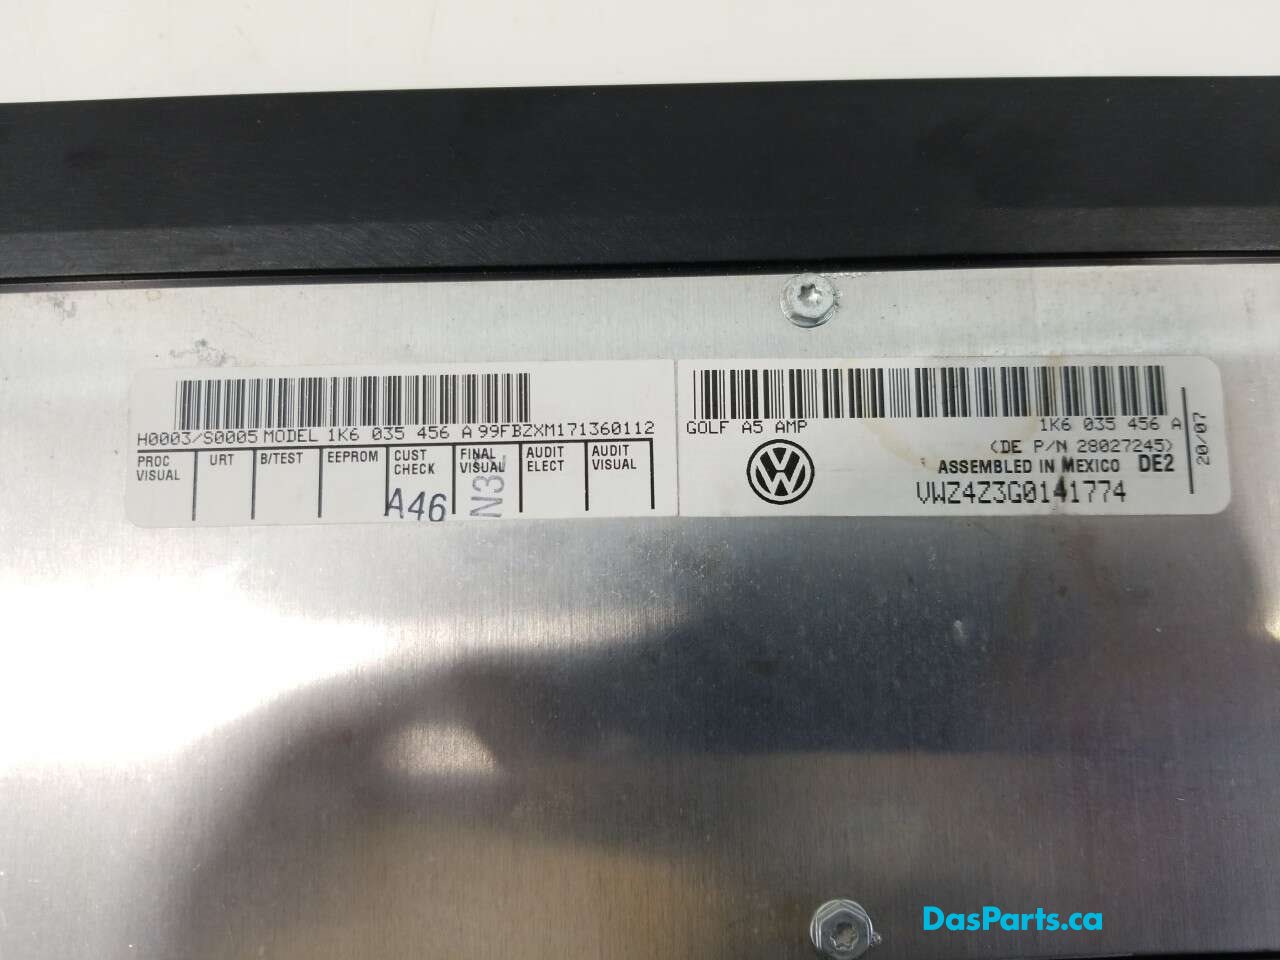 H0003/S0005 MODEL 1K6 035 456 A 99FBZXM171360112
PROC VISUAL
URT
B/TEST
EEPROM
CUST CHECK
FINAL VISUAL
AUDIT ELECT
AUDIT VISUAL
A46
GOLF A5 AMP
1K6 035 456 A
(DE P/N 28027245)
ASSEMBLED IN MEXICO DE2
VWZ4Z3G0141774
20/07
DasParts.ca